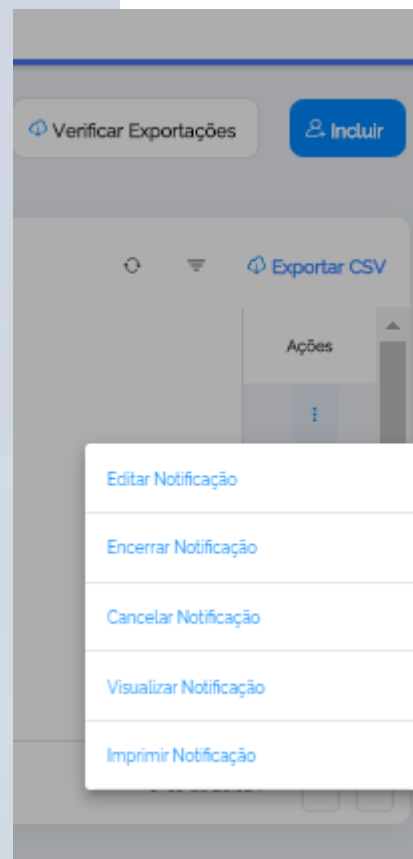 Verificar Exportações
Incluir
Exportar CSV
Ações
Editar Notificação
Encerrar Notificação
Cancelar Notificação
Visualizar Notificação
Imprimir Notificação